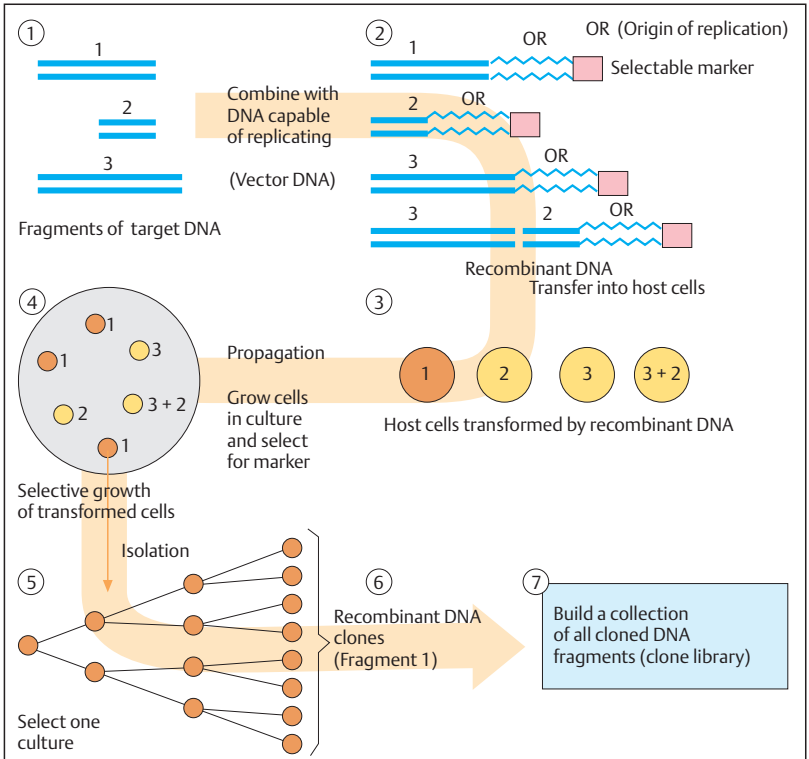 1
1
2
3
Fragments of target DNA
Combine with
DNA capable
of replicating
(Vector DNA)
2
OR (Origin of replication)
1 OR
Selectable marker
2 OR
3 OR
3 2 OR
Recombinant DNA
Transfer into host cells
3
1 2 3 3 + 2
Host cells transformed by recombinant DNA
Propagation
Grow cells
in culture
and select
for marker
4
1
1
3
2
3 + 2
1
Selective growth
of transformed cells
Isolation
5
Select one
culture
6
Recombinant DNA
clones
(Fragment 1)
7
Build a collection
of all cloned DNA
fragments (clone library)